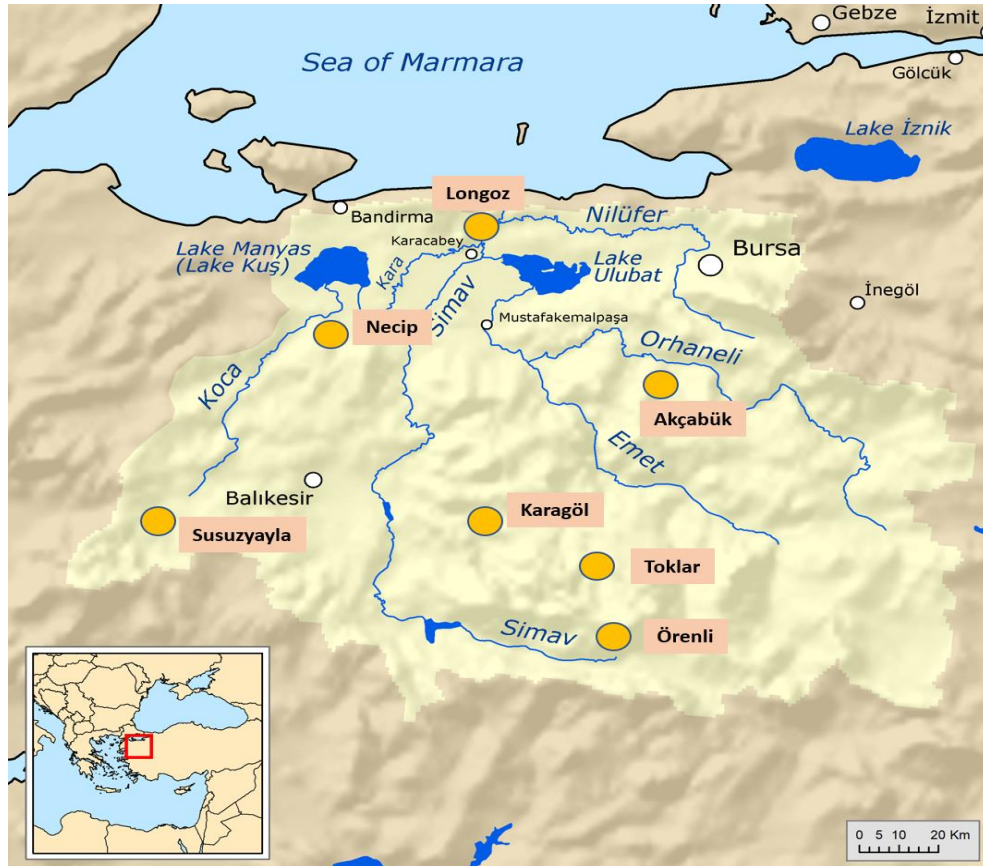 Gebze
İzmit
Sea of Marmara
Gölcük
Lake İznik
Longoz
Bandirma
Nilüfer
Karacabey
Bursa
Lake Manyas
(Lake Kuş)
Kara
Lake
Ulubat
İnegöl
Simav
Mustafakemalpaşa
Necip
Orhaneli
Koca
Akçabük
Emet
Balıkesir
Karagöl
Susuzyayla
Toklar
Simav
Örenli
0 5 10 20 Km